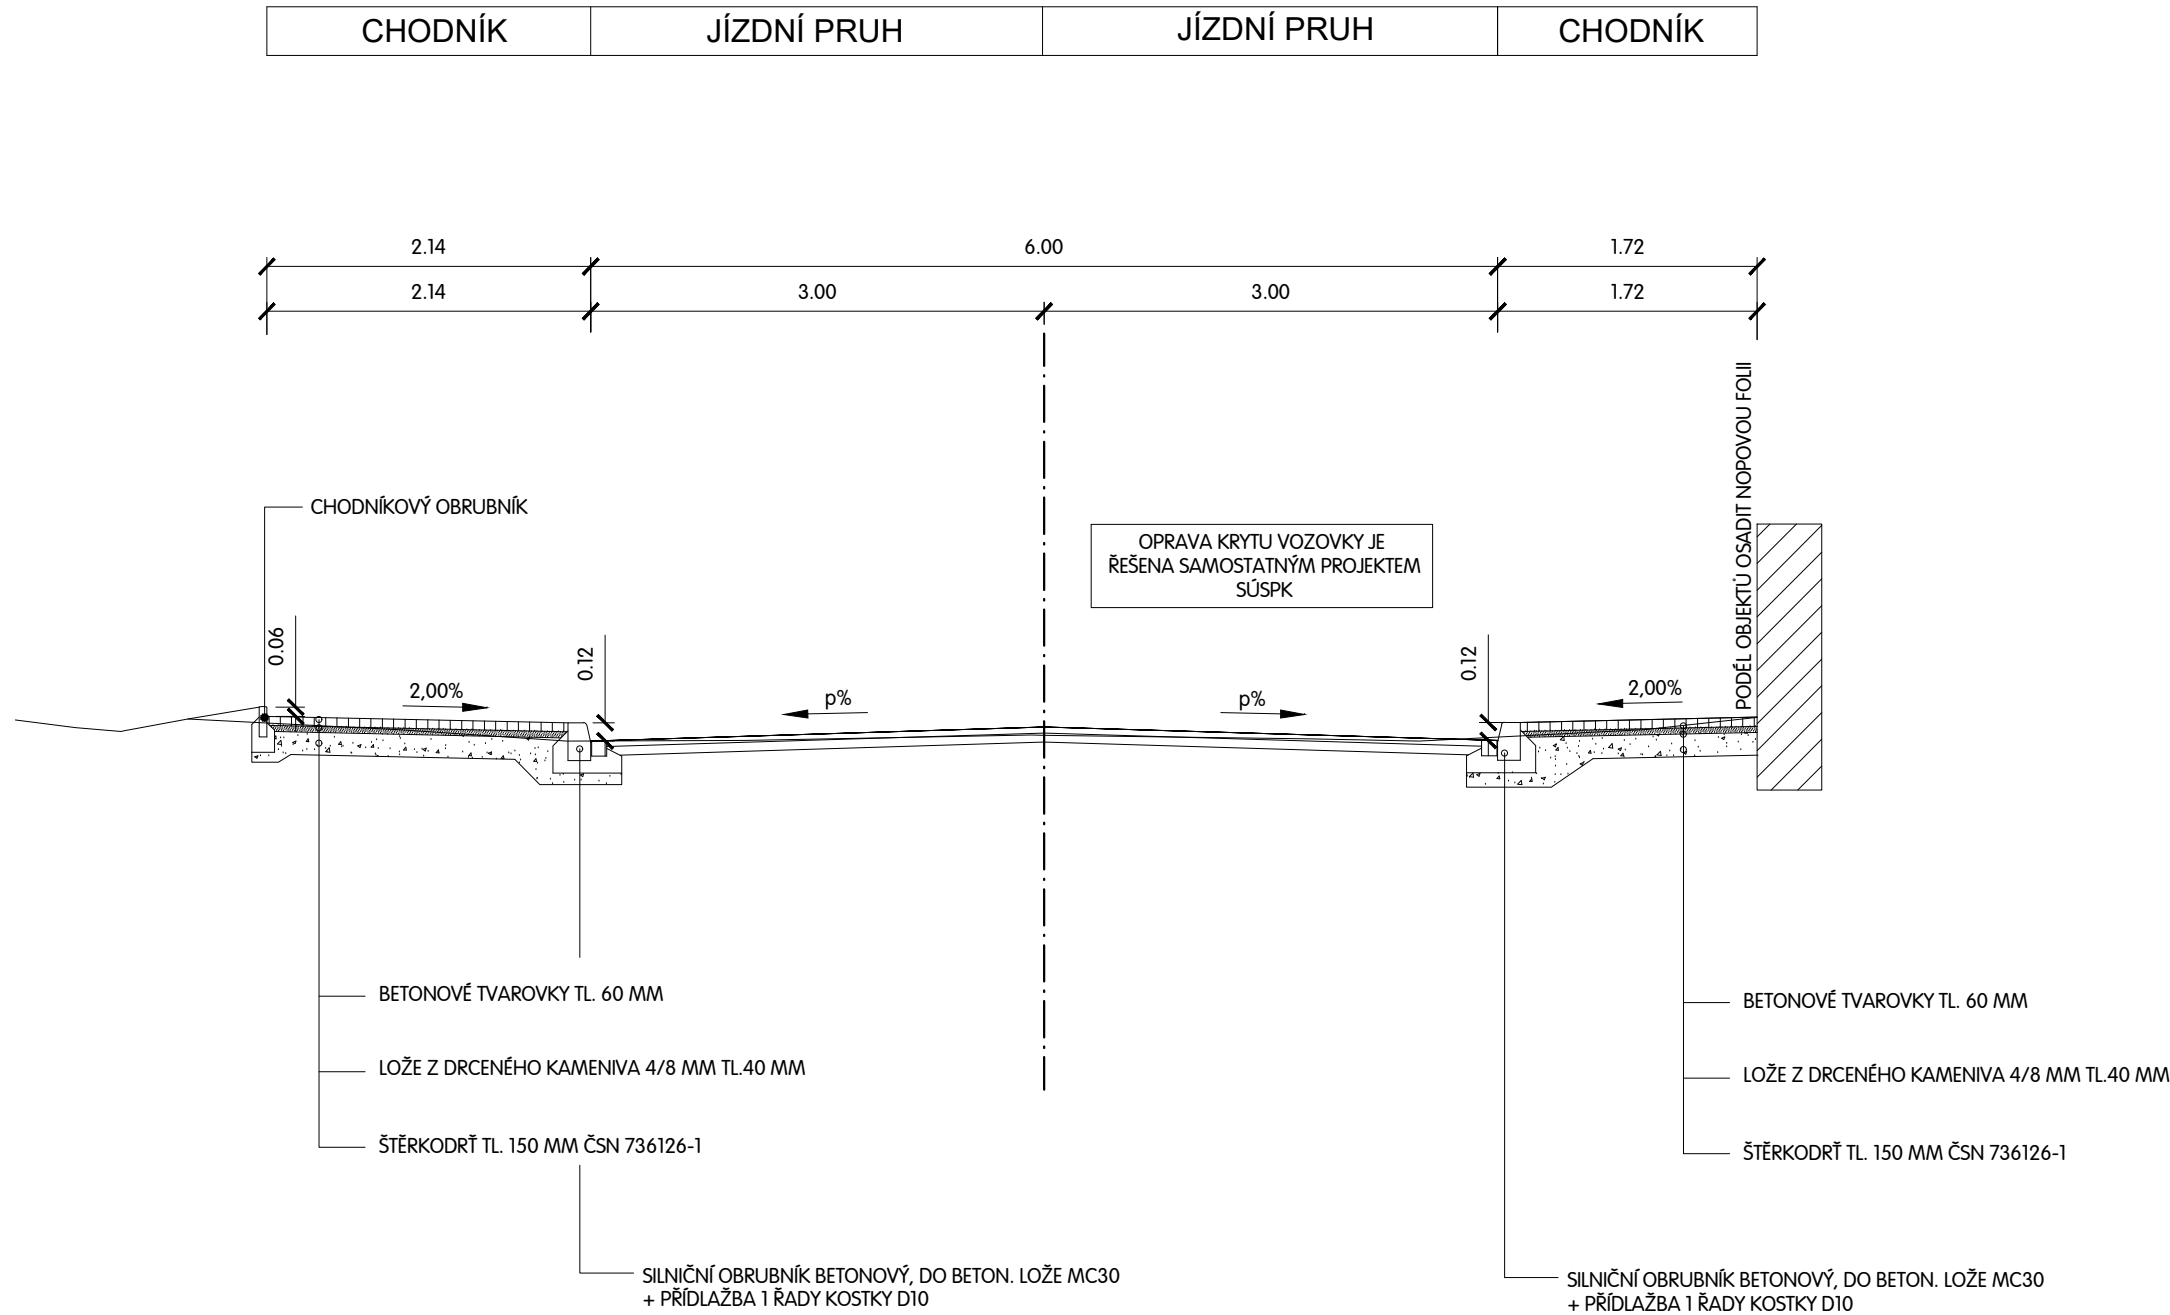 CHODNÍK
JÍZDNÍ PRUH
JÍZDNÍ PRUH
CHODNÍK
2.14
6.00
1.72
2.14
3.00
3.00
1.72
PODÉL OBJEKTŮ OSADIT NOPOVOU FOLII
CHODNÍKOVÝ OBRUBNÍK
OPRAVA KRYTU VOZOVKY JE
ŘEŠENA SAMOSTATNÝM PROJEKTEM
SÚSPK
0.06
0.12
0.12
2,00%
p%
p%
2,00%
BETONOVÉ TVAROVKY TL. 60 MM
LOŽE Z DRCENÉHO KAMENIVA 4/8 MM TL.40 MM
ŠTĚRKODRŤ TL. 150 MM ČSN 736126-1
SILNIČNÍ OBRUBNÍK BETONOVÝ, DO BETON. LOŽE MC30
+ PŘÍDLAŽBA 1 ŘADY KOSTKY D10
BETONOVÉ TVAROVKY TL. 60 MM
LOŽE Z DRCENÉHO KAMENIVA 4/8 MM TL.40 MM
ŠTĚRKODRŤ TL. 150 MM ČSN 736126-1
SILNIČNÍ OBRUBNÍK BETONOVÝ, DO BETON. LOŽE MC30
+ PŘÍDLAŽBA 1 ŘADY KOSTKY D10